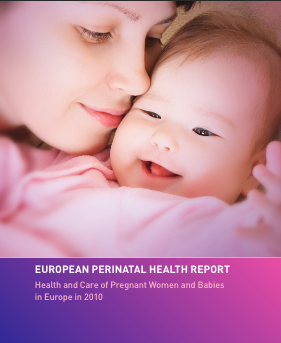 EUROPEAN PERINATAL HEALTH REPORT
Health and Care of Pregnant Women and Babies
in Europe in 2010